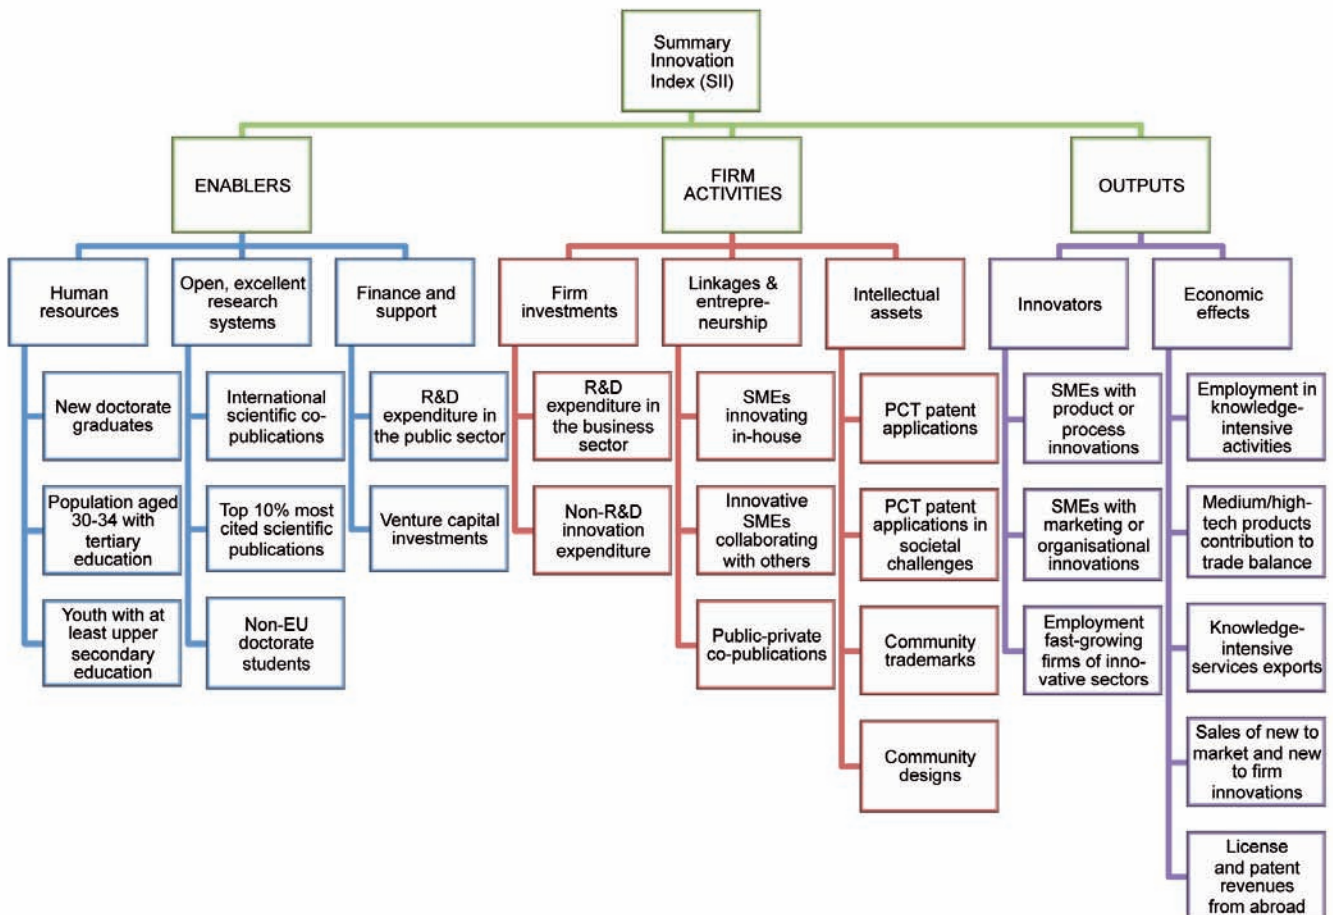 Summary
Innovation
Index (SII)
ENABLERS
FIRM
ACTIVITIES
OUTPUTS
Human
resources
Open, excellent
research
systems
Finance and
support
Firm
investments
Linkages &
entrepre-
neurship
Intellectual
assets
Innovators
Economic
effects
New doctorate
graduates
International
scientific co-
publications
R&D
expenditure in
the public sector
R&D
expenditure in
the business
sector
SMEs
innovating
in-house
PCT patent
applications
SMEs with
product or
process
innovations
Employment in
knowledge-
intensive
activities
Population aged
30-34 with
tertiary
education
Top 10% most
cited scientific
publications
Venture capital
investments
Non-R&D
innovation
expenditure
Innovative
SMEs
collaborating
with others
PCT patent
applications in
societal
challenges
SMEs with
marketing or
organisational
innovations
Medium/high-
tech products
contribution to
trade balance
Youth with at
least upper
secondary
education
Non-EU
doctorate
students
Public-private
co-publications
Community
trademarks
Employment
fast-growing
firms of inno-
vative sectors
Knowledge-
intensive
services exports
Community
designs
Sales of new to
market and new
to firm
innovations
License
and patent
revenues
from abroad